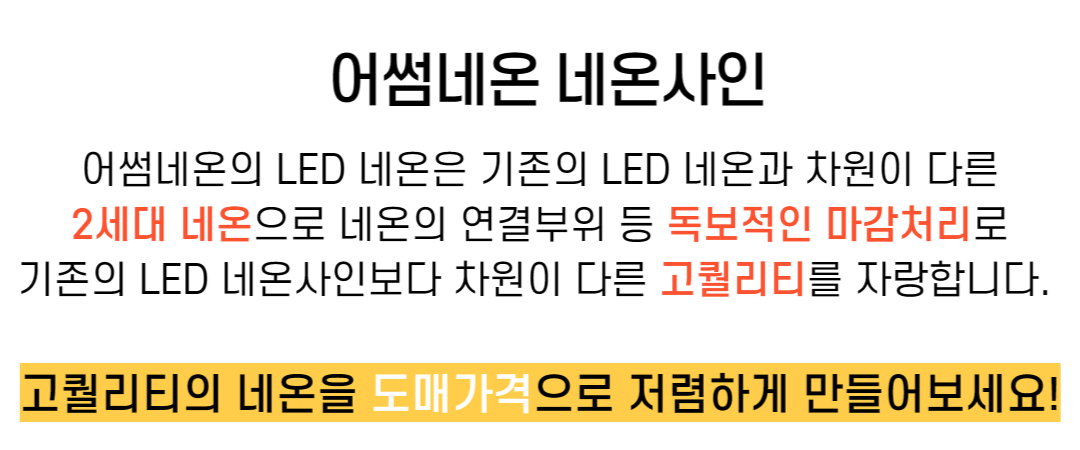 어썸네온 네온사인
어썸네온의 LED 네온은 기존의 LED 네온과 차원이 다른
2세대 네온으로 네온의 연결부위 등 독보적인 마감처리로
기존의 LED 네온사인보다 차원이 다른 고퀄리티를 자랑합니다.
고퀄리티의 네온을 도매가격으로 저렴하게 만들어보세요!